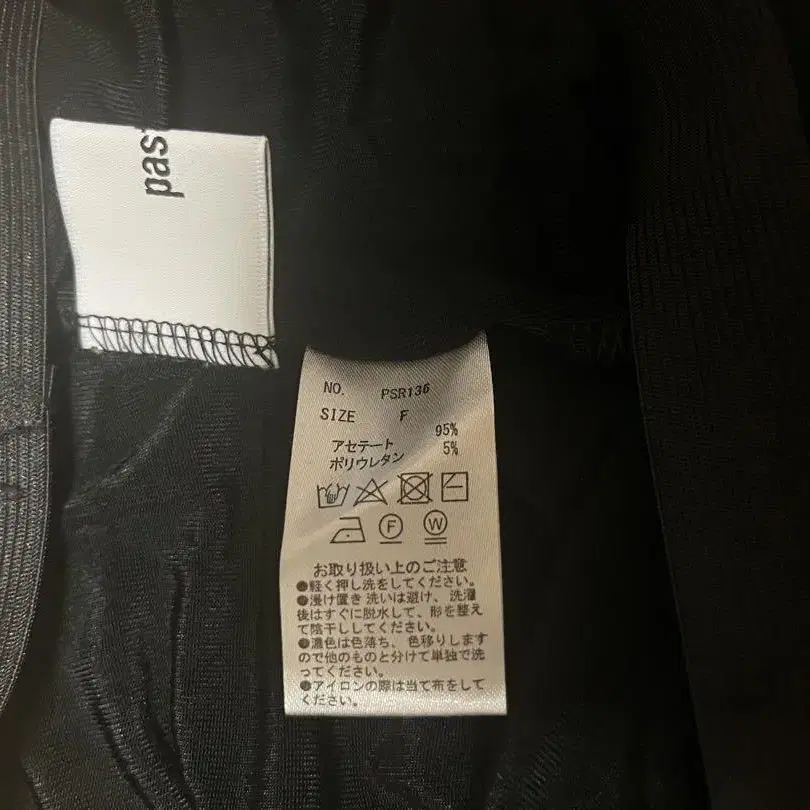 pas
NO. PSR136
SIZE F
アセテート 95%
ポリウレタン 5%
F W
お取り扱い上のご注意
●軽く押し洗をしてください。
●浸け置き洗いは避け、洗濯
後はすぐに脱水して、形を整え
て陰干ししてください。
●濃色は色落ち、色移りします
ので他のものと分けて単独で洗
ってください。
●アイロンの際は当て布をして
ください。